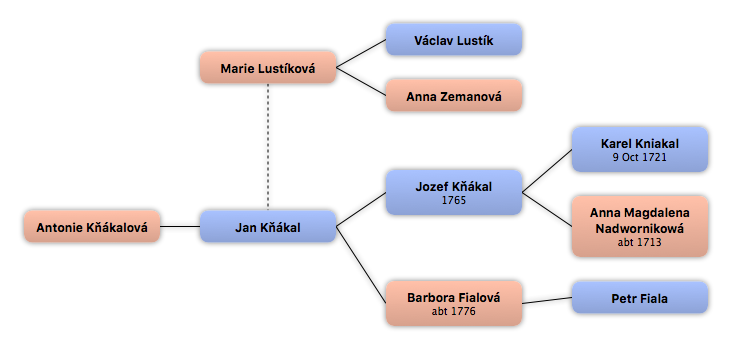 Václav Lustík
Marie Lustíková
Anna Zemanová
Karel Kniakal
9 Oct 1721
Jozef Kňákal
1765
Anna Magdalena
Nadwornikowá
abt 1713
Antonie Kňákalová
Jan Kňákal
Barbora Fialová
abt 1776
Petr Fiala